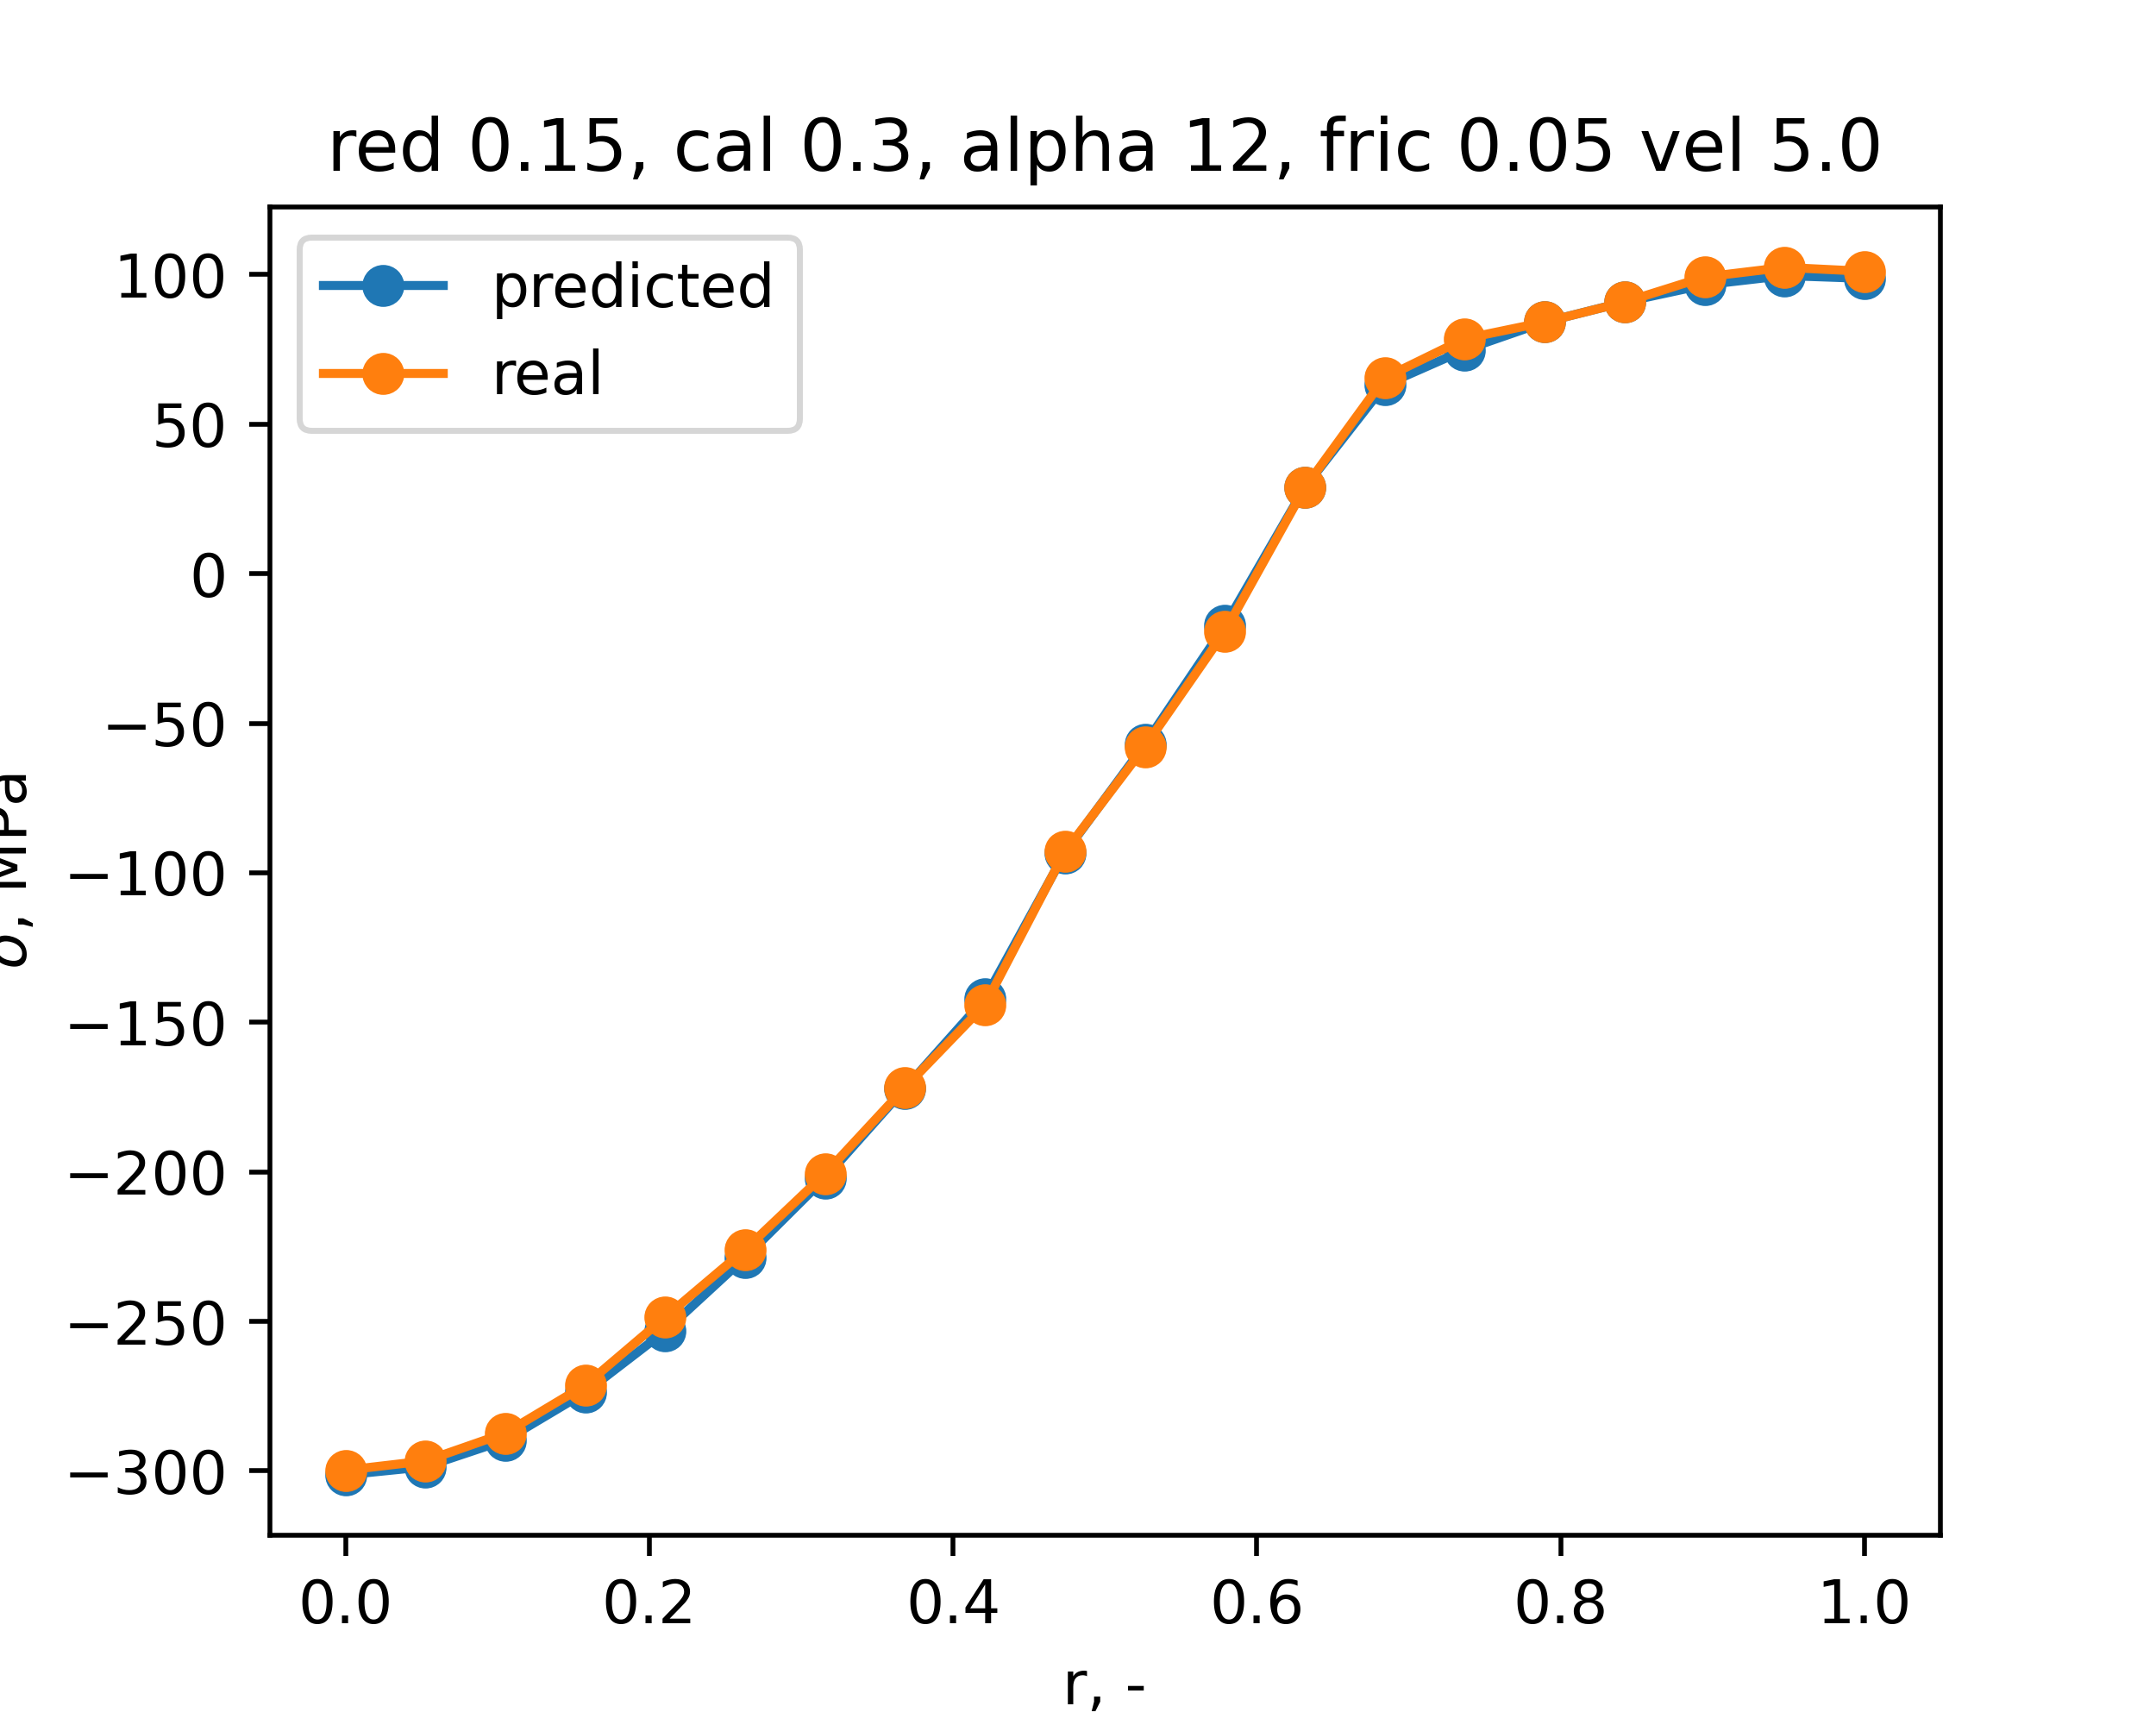 red 0.15, cal 0.3, alpha 12, fric 0.05 vel 5.0
predicted
real
100
50
0
−50
−100
−150
−200
−250
−300
σ, MPa
0.0 0.2 0.4 0.6 0.8 1.0
r, -